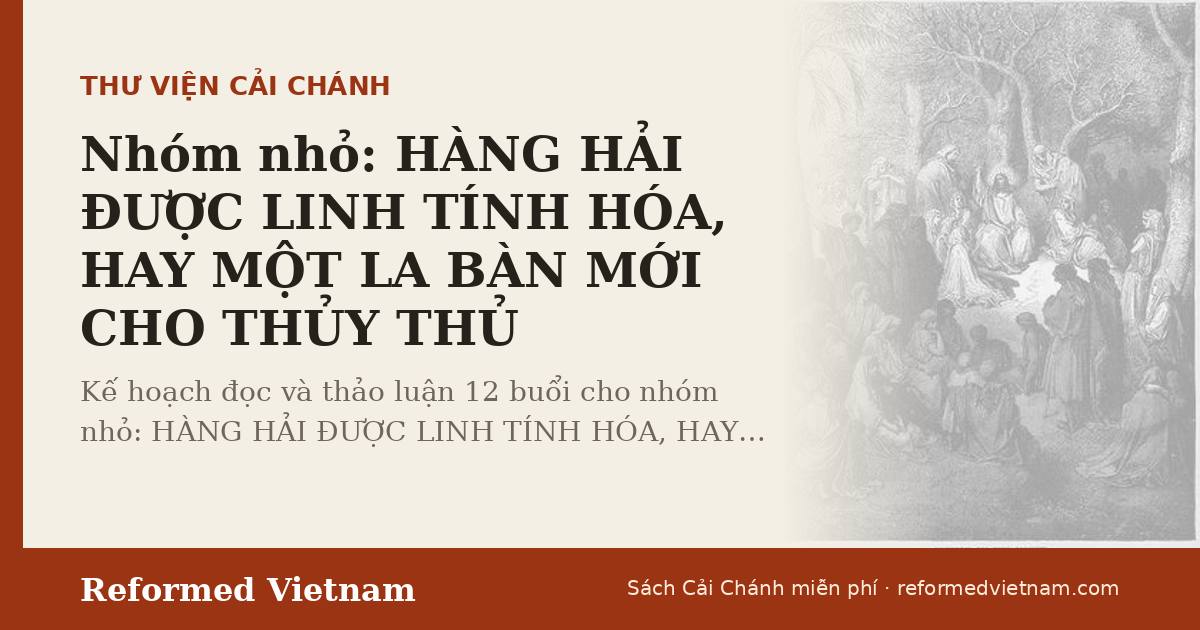 THƯ VIỆN CẢI CHÁNH
Nhóm nhỏ: HÀNG HẢI
ĐƯỢC LINH TÍNH HÓA,
HAY MỘT LA BÀN MỚI
CHO THỦY THỦ
Kế hoạch đọc và thảo luận 12 buổi cho nhóm
nhỏ: HÀNG HẢI ĐƯỢC LINH TÍNH HÓA, HAY...
Reformed Vietnam
Sách Cải Chánh miễn phí · reformedvietnam.com